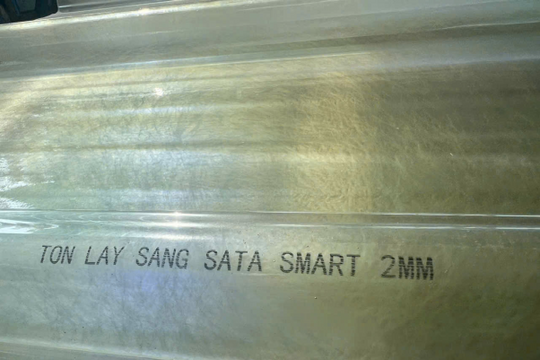 TON LAY SANG SATA SMART 2MM